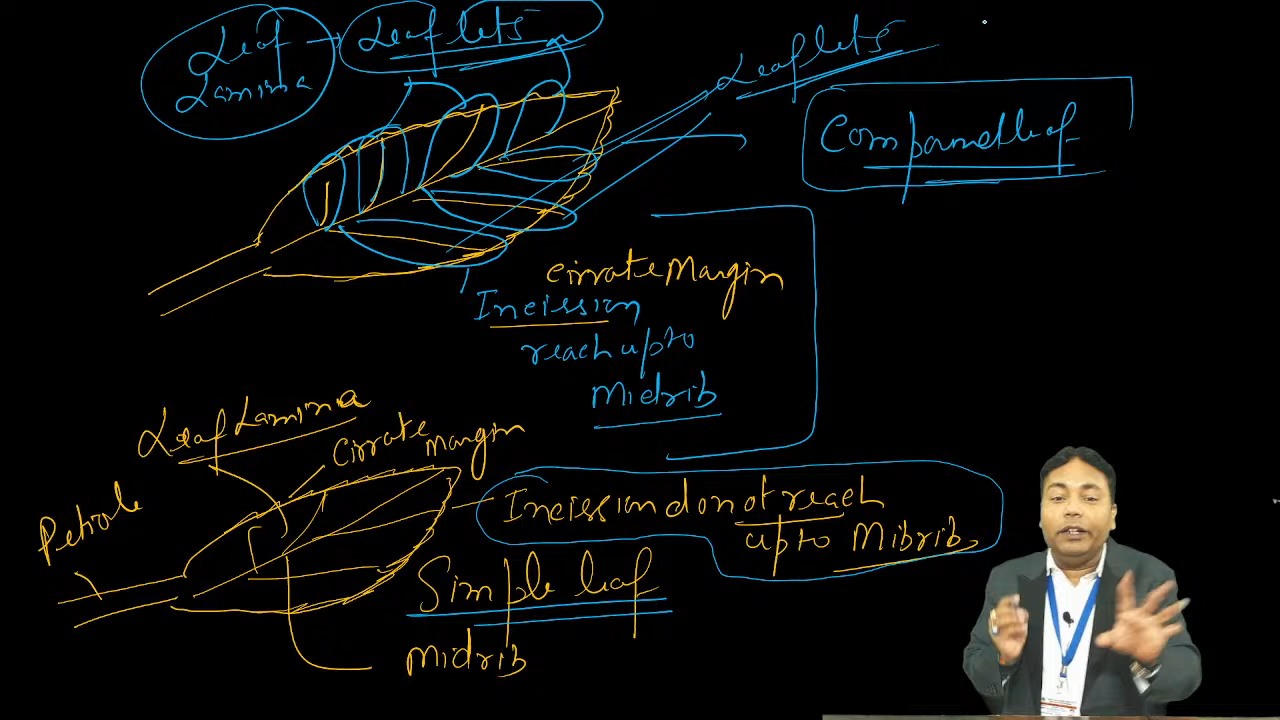 Leaf
Lamina
Leaflets
Leaflets
Compound leaf
Cirrate Margin
Incission
reach upto
Midrib
Leaf Lamina
Cirrate
Margin
Petiole
Incission do not reach
upto Mibrib
Simple leaf
Midrib